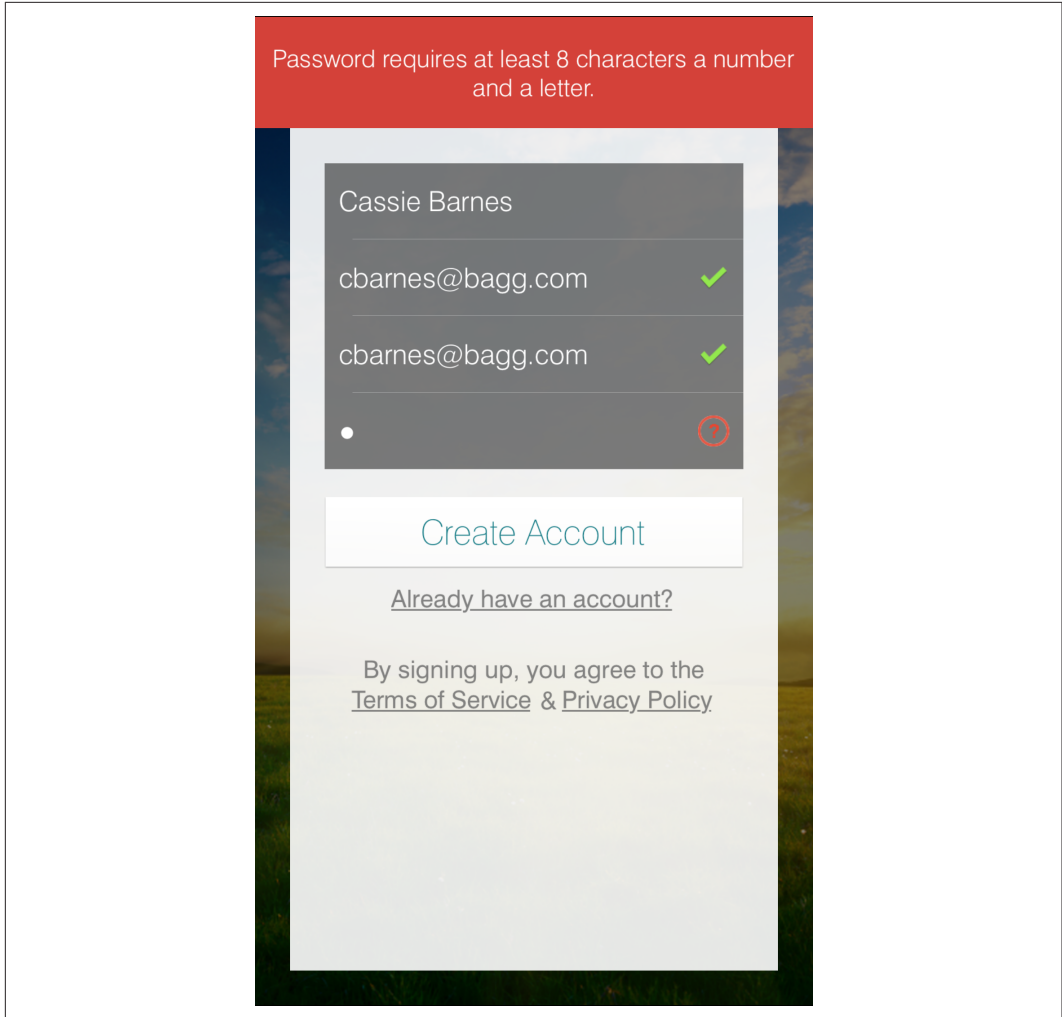 Password requires at least 8 characters a number
and a letter.
Cassie Barnes
cbarnes@bagg.com
cbarnes@bagg.com
?
Create Account
Already have an account?
By signing up, you agree to the
Terms of Service & Privacy Policy